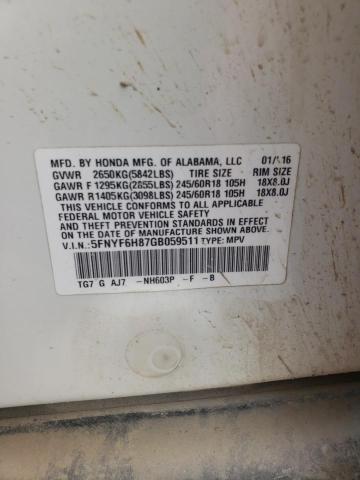 MFD. BY HONDA MFG. OF ALABAMA, LLC 01/16
GVWR 2650KG(5842LBS) TIRE SIZE RIM SIZE
GAWR F 1295KG(2855LBS) 245/60R18 105H 18X8.0J
GAWR R 1405KG(3098LBS) 245/60R18 105H 18X8.0J
THIS VEHICLE CONFORMS TO ALL APPLICABLE
FEDERAL MOTOR VEHICLE SAFETY AND THEFT
PREVENTION STANDARDS IN EFFECT ON THE DATE
OF MANUFACTURE SHOWN ABOVE.
V.I.N.:5FNYF6H87GB059511 TYPE: MPV
TG7 G AJ7 -NH603P -F -B